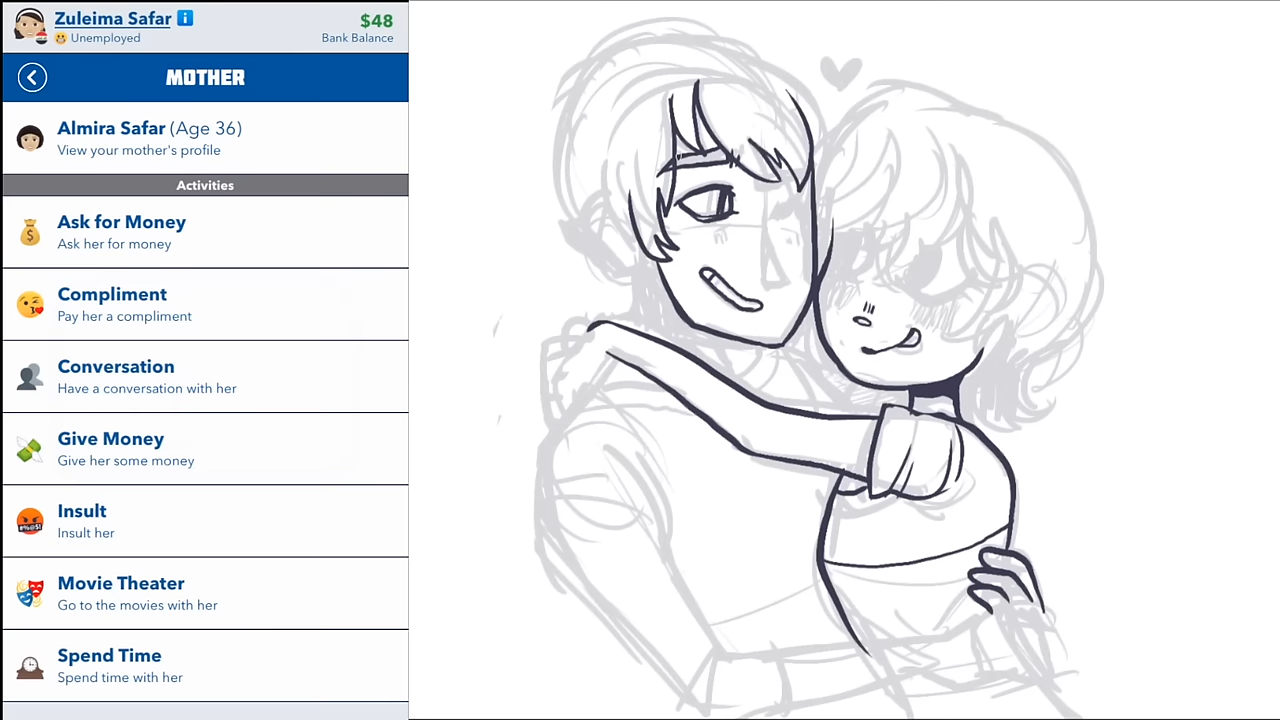 Zuleima Safar
Unemployed
$48
Bank Balance
MOTHER
Almira Safar (Age 36)
View your mother's profile
Activities
Ask for Money
Ask her for money
Compliment
Pay her a compliment
Conversation
Have a conversation with her
Give Money
Give her some money
Insult
Insult her
Movie Theater
Go to the movies with her
Spend Time
Spend time with her